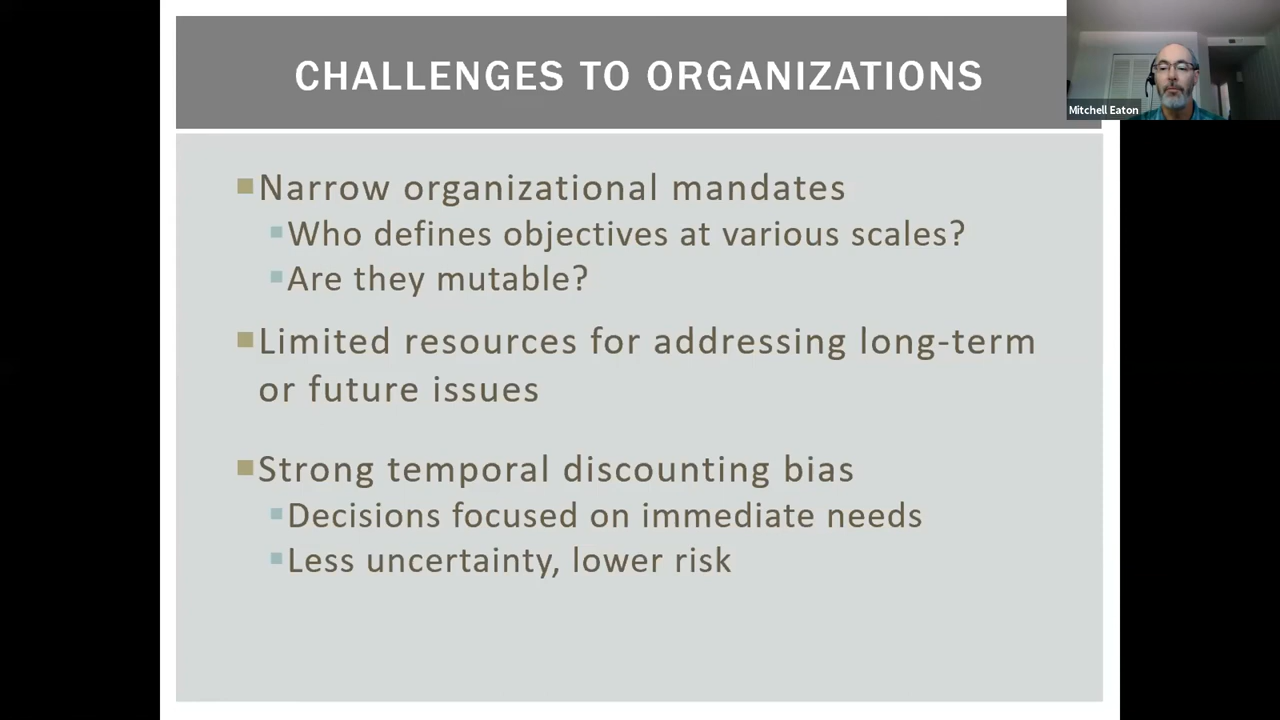 CHALLENGES TO ORGANIZATIONS
Mitchell Eaton
Narrow organizational mandates
Who defines objectives at various scales?
Are they mutable?
Limited resources for addressing long-term
or future issues
Strong temporal discounting bias
Decisions focused on immediate needs
Less uncertainty, lower risk